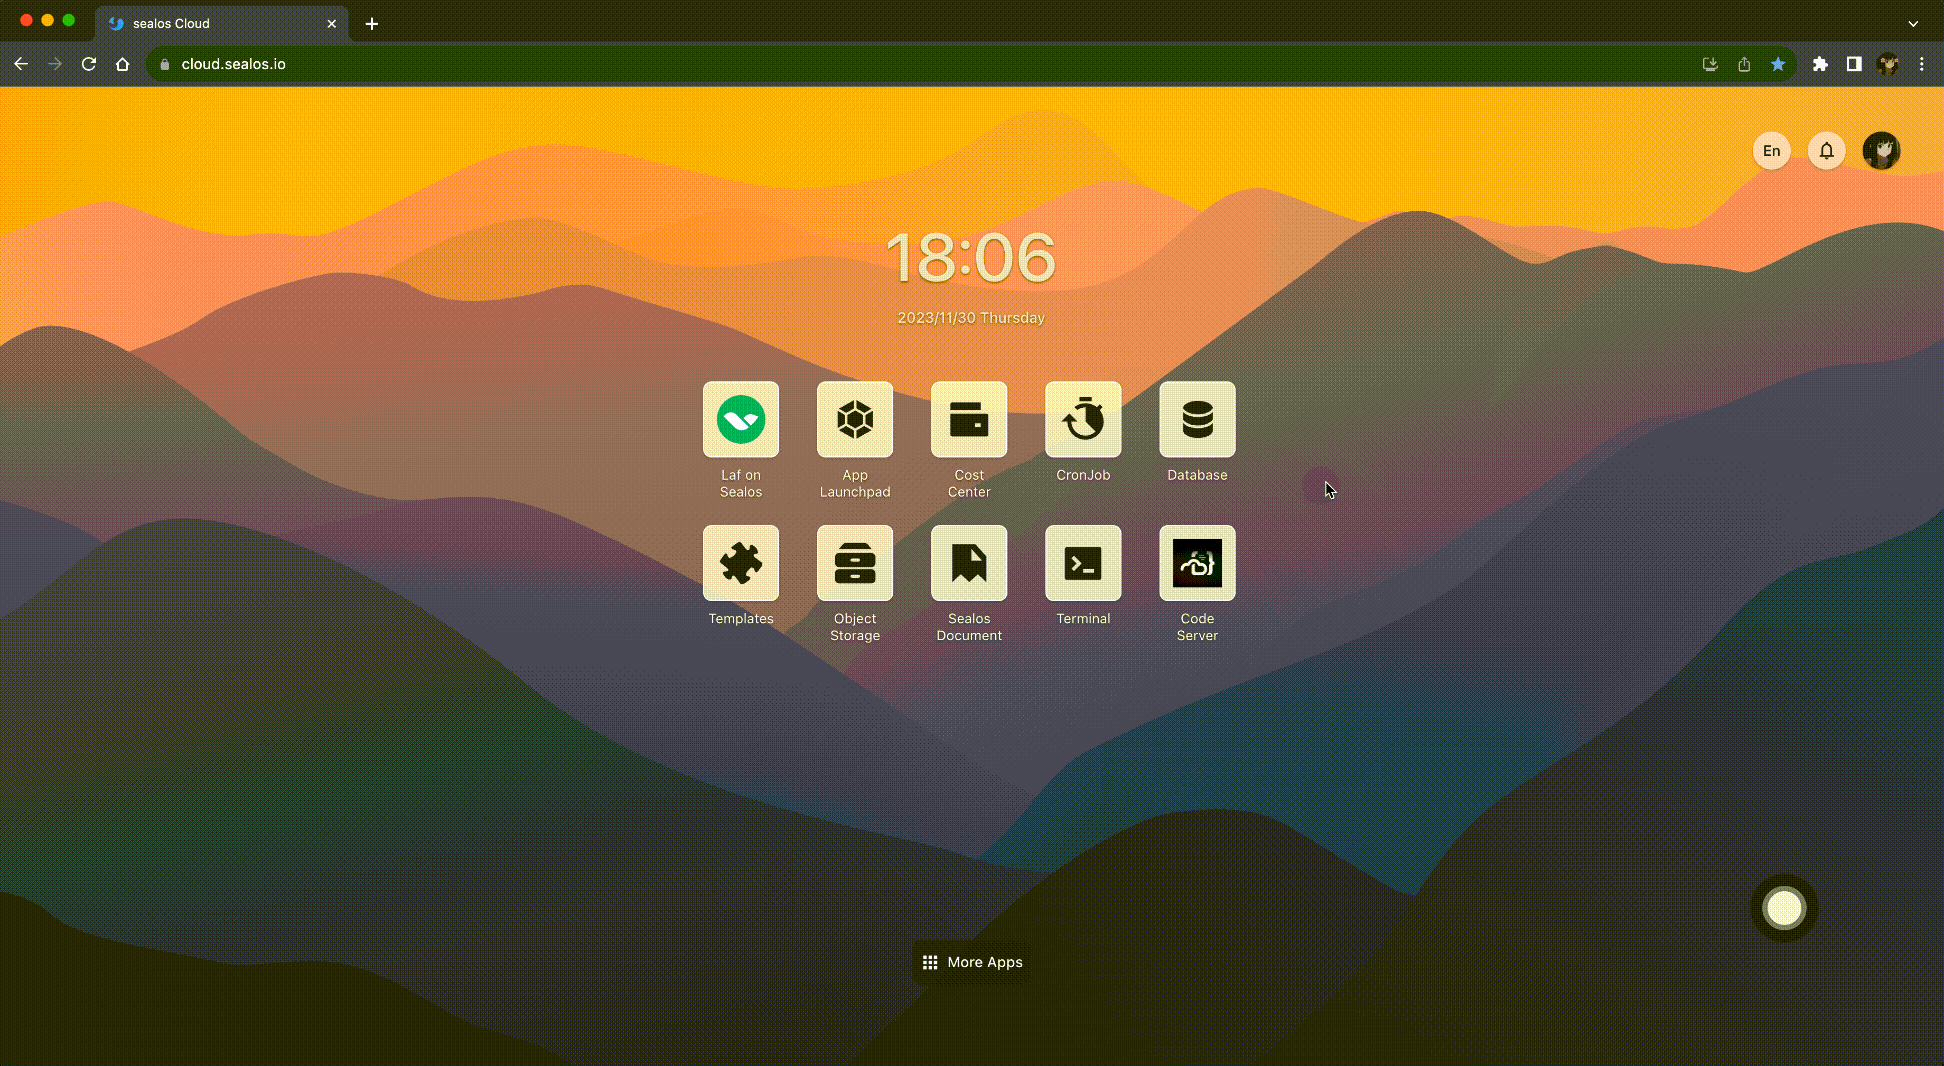 sealos Cloud
cloud.sealos.io
En
18:06
2023/11/30 Thursday
Laf on
Sealos
App
Launchpad
Cost
Center
CronJob
Database
Templates
Object
Storage
Sealos
Document
Terminal
Code
Server
More Apps